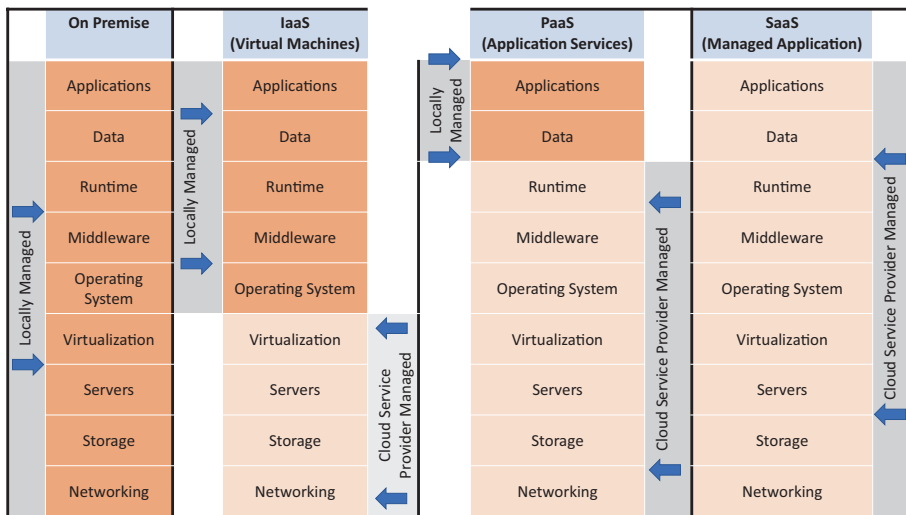 On Premise
IaaS
(Virtual Machines)
PaaS
(Application Services)
SaaS
(Managed Application)
Locally Managed
Applications
Data
Runtime
Middleware
Operating
System
Virtualization
Servers
Storage
Networking
Locally Managed
Applications
Data
Runtime
Middleware
Operating System
Virtualization
Servers
Storage
Networking
Cloud Service
Provider Managed
Locally
Managed
Applications
Data
Runtime
Middleware
Operating System
Virtualization
Servers
Storage
Networking
Cloud Service Provider Managed
Applications
Data
Runtime
Middleware
Operating System
Virtualization
Servers
Storage
Networking
Cloud Service Provider Managed